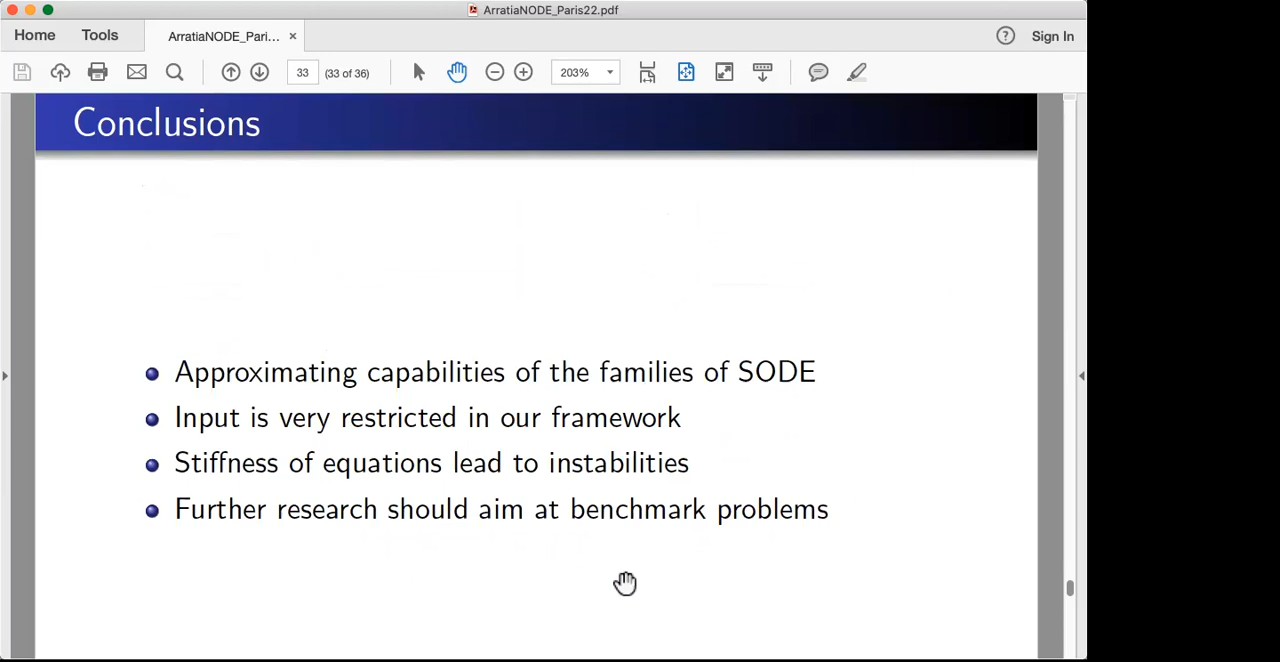 ArratiaNODE_Paris22.pdf
Home Tools ArratiaNODE_Pari... × ? Sign In
33 (33 of 36) 203%
Conclusions
Approximating capabilities of the families of SODE
Input is very restricted in our framework
Stiffness of equations lead to instabilities
Further research should aim at benchmark problems